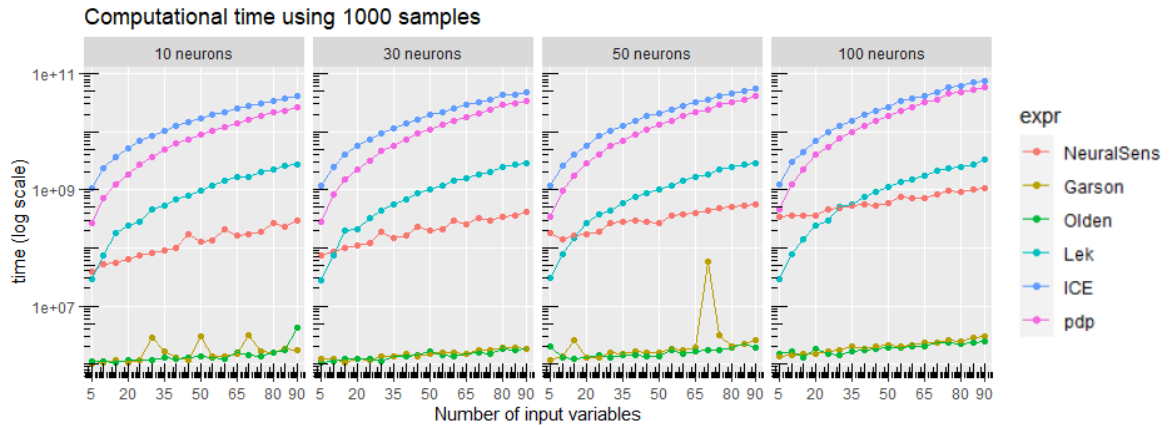 Computational time using 1000 samples
10 neurons 30 neurons 50 neurons 100 neurons
1e+11
1e+09
1e+07
time (log scale)
5 20 35 50 65 80 90 5 20 35 50 65 80 90 5 20 35 50 65 80 90 5 20 35 50 65 80 90
Number of input variables
expr
NeuralSens
Garson
Olden
Lek
ICE
pdp